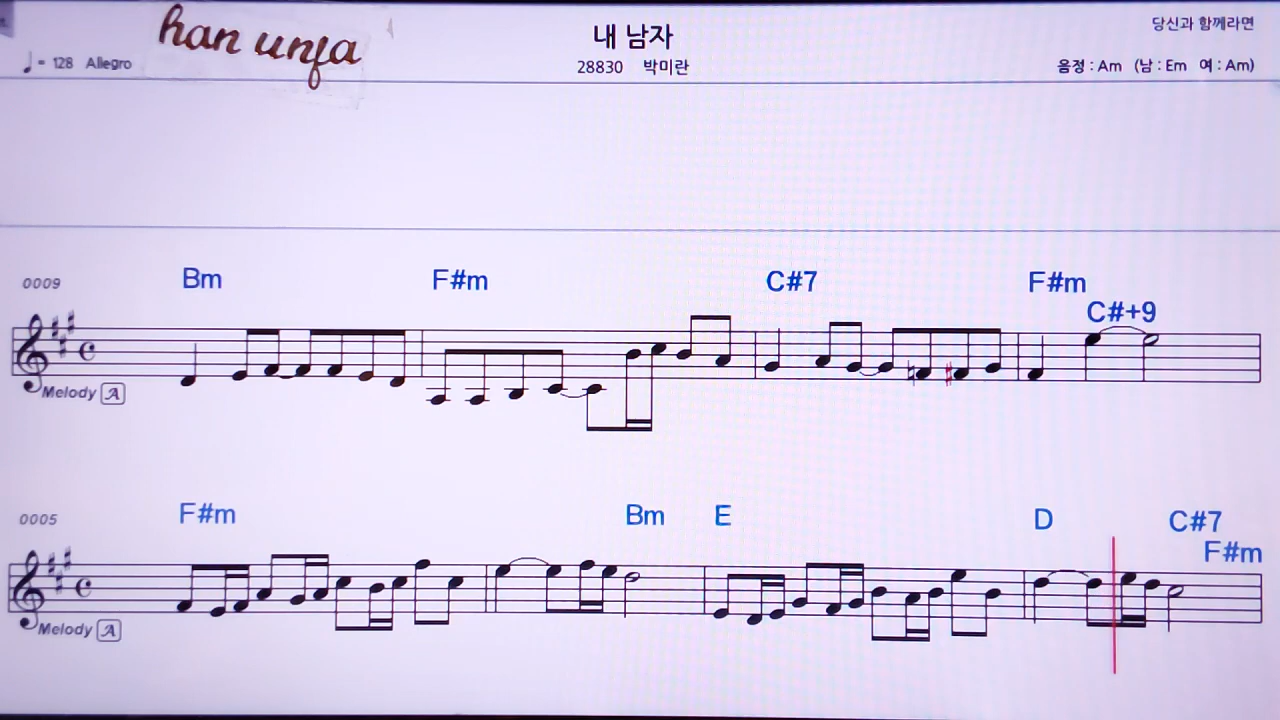 han unfa
내 남자
당신과 함께라면
♩ = 128 Allegro
28830 박미란
음정 : Am (남 : Em 여 : Am)
0009
Bm F#m C#7 F#m
C#+9
Melody A
0005
F#m Bm E D C#7
F#m
Melody A